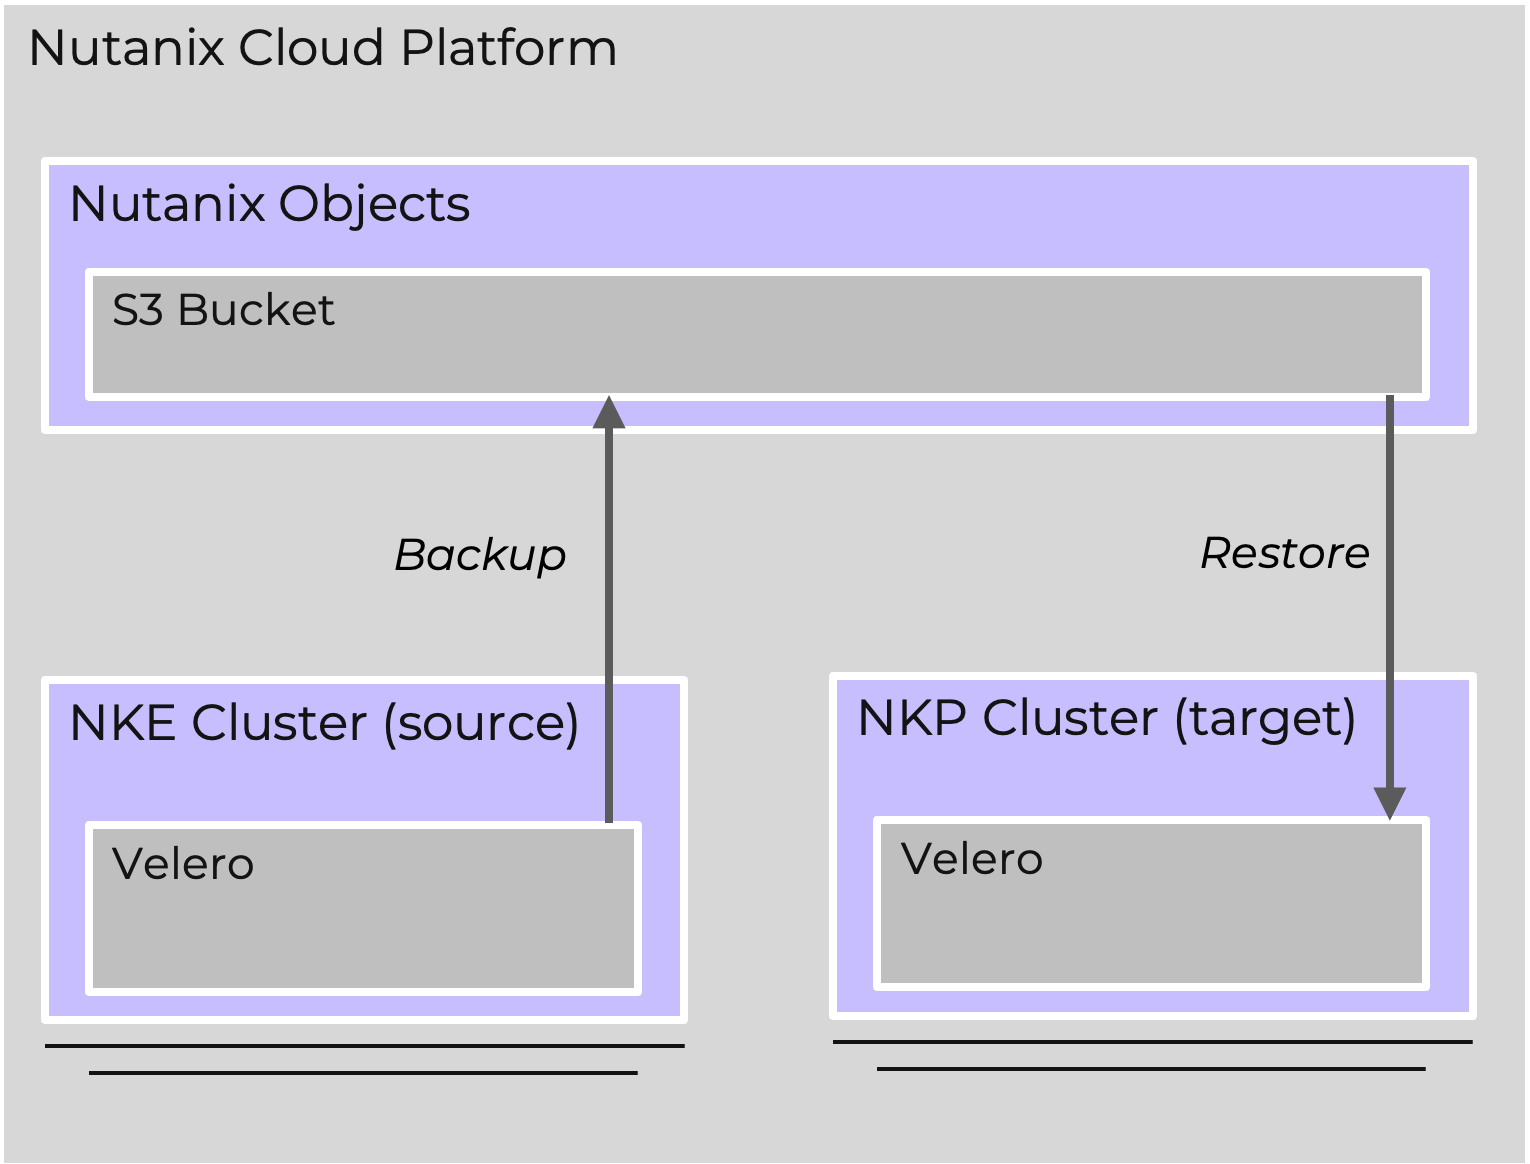 Nutanix Cloud Platform
Nutanix Objects
S3 Bucket
Backup
Restore
NKE Cluster (source)
NKP Cluster (target)
Velero
Velero